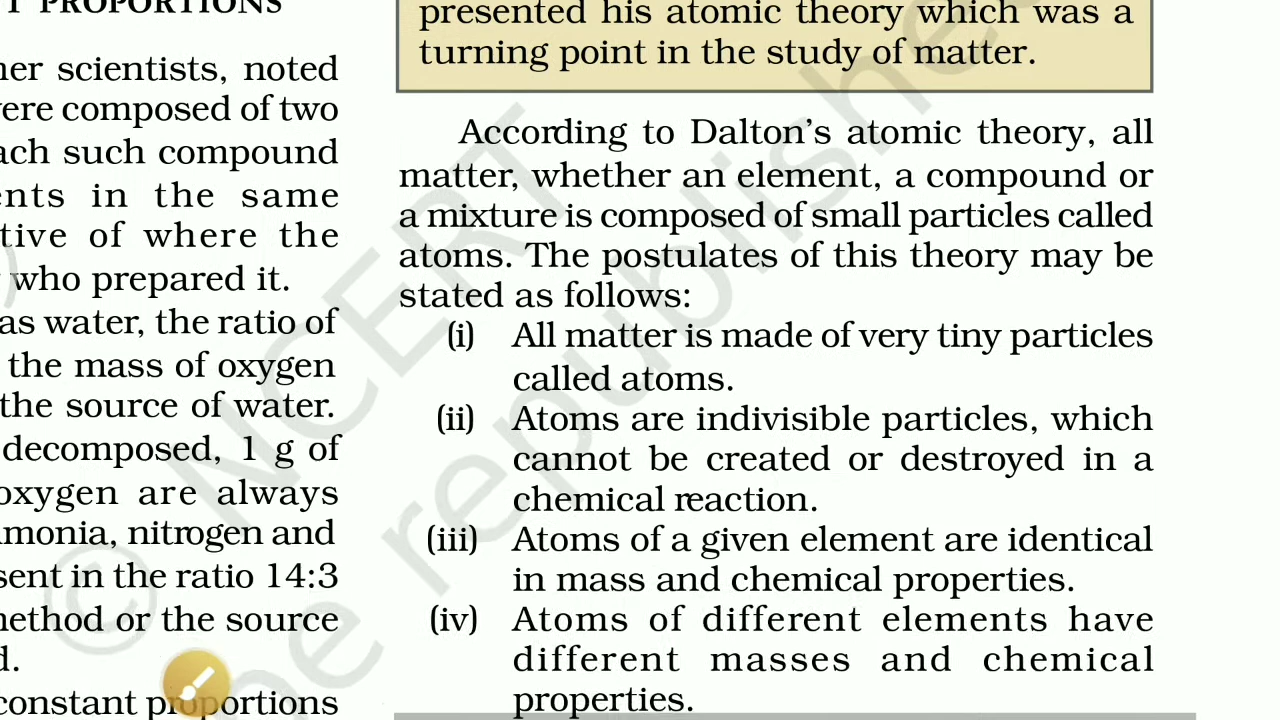 T PROPORTIONS
her scientists, noted
were composed of two
each such compound
ents in the same
tive of where the
who prepared it.
as water, the ratio of
the mass of oxygen
the source of water.
decomposed, 1 g of
oxygen are always
mmonia, nitrogen and
sent in the ratio 14:3
method or the source
d.
constant proportions
presented his atomic theory which was a
turning point in the study of matter.
According to Dalton's atomic theory, all
matter, whether an element, a compound or
a mixture is composed of small particles called
atoms. The postulates of this theory may be
stated as follows:
(i) All matter is made of very tiny particles
called atoms.
(ii) Atoms are indivisible particles, which
cannot be created or destroyed in a
chemical reaction.
(iii) Atoms of a given element are identical
in mass and chemical properties.
(iv) Atoms of different elements have
different masses and chemical
properties.
© NCERT
be republished